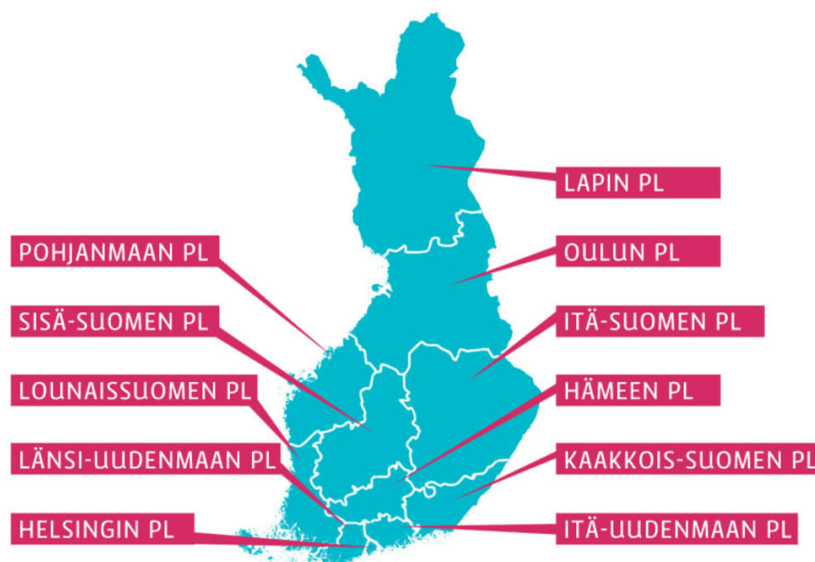 LAPIN PL
POHJANMAAN PL
OULUN PL
SISÄ-SUOMEN PL
ITÄ-SUOMEN PL
LOUNAISSUOMEN PL
HÄMEEN PL
LÄNSI-UUDENMAAN PL
KAAKKOIS-SUOMEN PL
HELSINGIN PL
ITÄ-UUDENMAAN PL